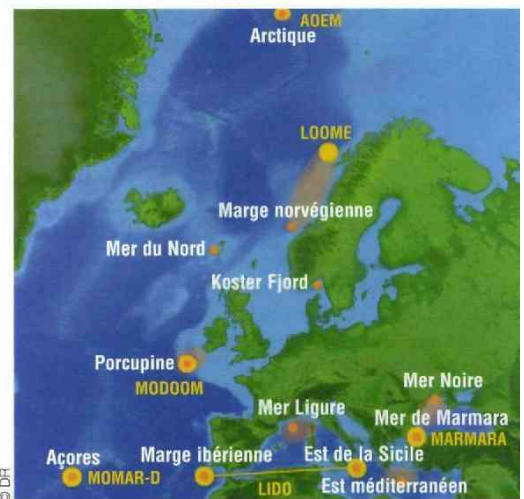 AOEM
Arctique
LOOME
Marge norvégienne
Mer du Nord
Koster Fjord
Porcupine
MODOOM
Mer Noire
Mer Ligure
Mer de Marmara
MARMARA
Açores
Marge ibérienne
Est de la Sicile
MOMAR-D
LIDO
Est méditerranéen
© DR